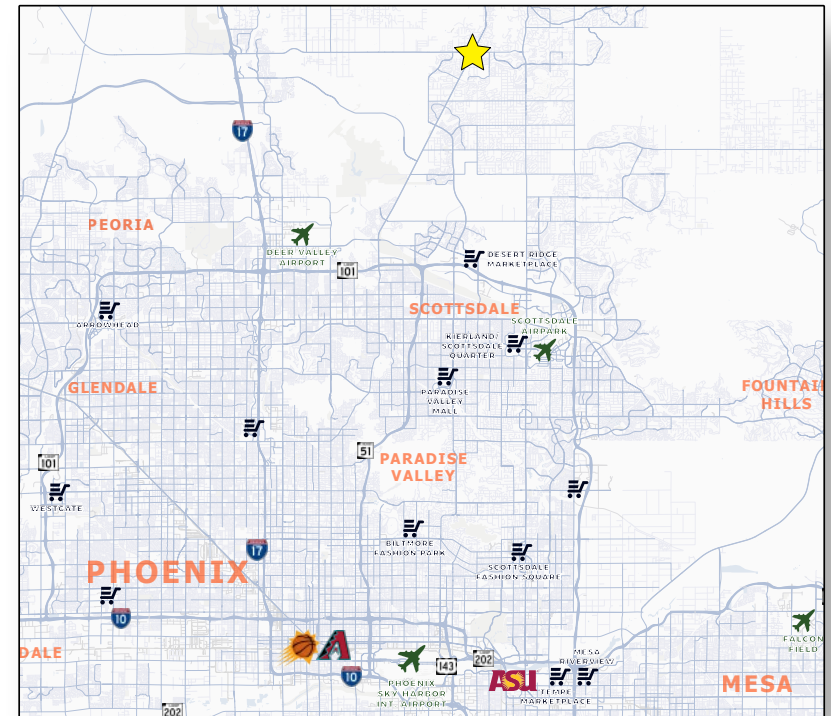 17
PEORIA
DEER VALLEY
AIRPORT
101
DESERT RIDGE
MARKETPLACE
ARROWHEAD
SCOTTSDALE
SCOTTSDALE
AIRPARK
KIERLAND/
SCOTTSDALE
QUARTER
GLENDALE
PARADISE
VALLEY
MALL
FOUNTAI
HILLS
51
101
PARADISE
VALLEY
WESTGATE
BILTMORE
FASHION PARK
17
SCOTTSDALE
FASHION SQUARE
PHOENIX
10
FALCON
FIELD
DALE
A
10
PHOENIX
SKY HARBOR
INT. AIRPORT
143
202
MESA
RIVERVIEW
ASU
TEMPE
MARKETPLACE
MESA
202